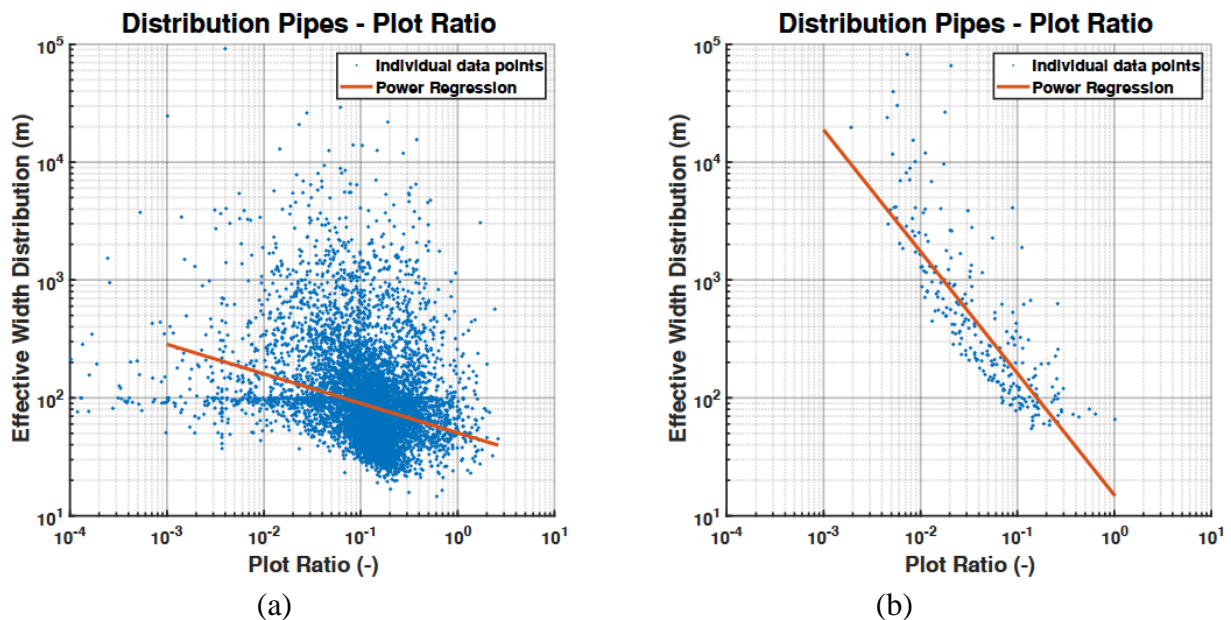 Distribution Pipes - Plot Ratio
Individual data points
Power Regression
Effective Width Distribution (m)
10^5
10^4
10^3
10^2
10^1
10^-4 10^-3 10^-2 10^-1 10^0 10^1
Plot Ratio (-)
(a)
Distribution Pipes - Plot Ratio
Individual data points
Power Regression
Effective Width Distribution (m)
10^5
10^4
10^3
10^2
10^1
10^-4 10^-3 10^-2 10^-1 10^0 10^1
Plot Ratio (-)
(b)